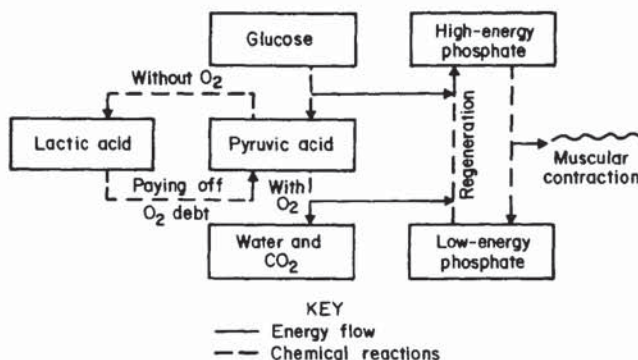 Glucose
High-energy
phosphate
Without O2
Lactic acid
Pyruvic acid
Regeneration
Muscular
contraction
Paying off
O2 debt
With
O2
Water and
CO2
Low-energy
phosphate
KEY
Energy flow
Chemical reactions